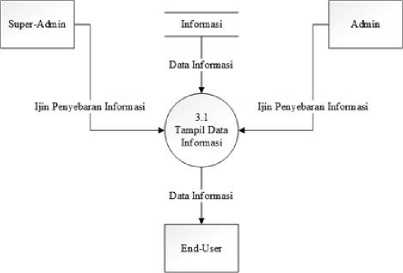 Super-Admin
Informasi
Admin
Data Informasi
Ijin Penyebaran Informasi
Ijin Penyebaran Informasi
3.1
Tampil Data
Informasi
Data Informasi
End-User